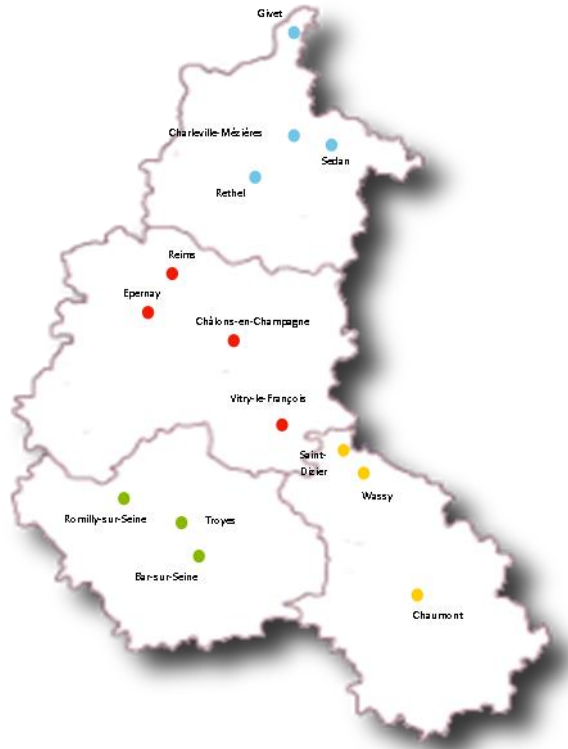 Givet
Charleville-Mézières
Sedan
Rethel
Reims
Epernay
Châlons-en-Champagne
Vitry-le-François
Saint-
Dizier
Wassy
Romilly-sur-Seine
Troyes
Bar-sur-Seine
Chaumont